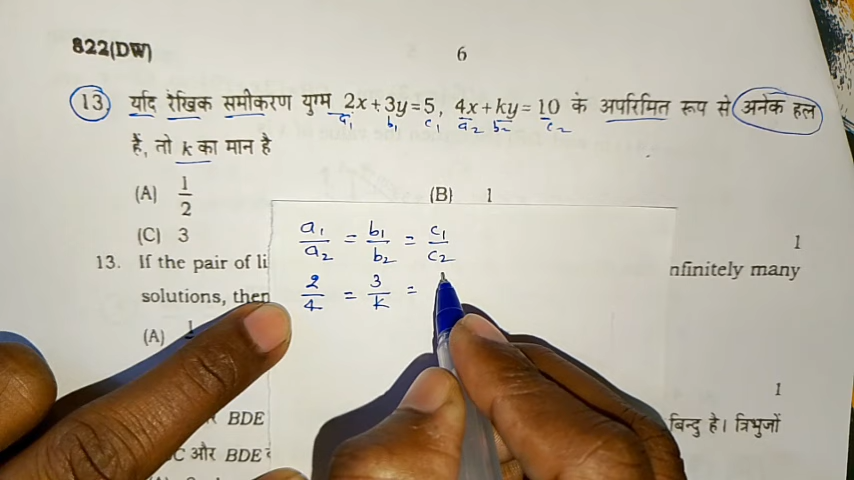 822(DW)
6
13. यदि रेखिक समीकरण युग्म 2x+3y=5, 4x+ky=10 के अपरिमित रूप से अनेक हल
a₁ b₁ c₁ a₂ b₂ c₂
हैं, तो k का मान है
(A) 1/2
(B) 1
(C) 3
1
a₁/a₂ = b₁/b₂ = c₁/c₂
2/4 = 3/k =
13. If the pair of li nfinitely many
solutions, then
(A) 1
1
BDE बिन्दु है। त्रिभुजों
C और BDE